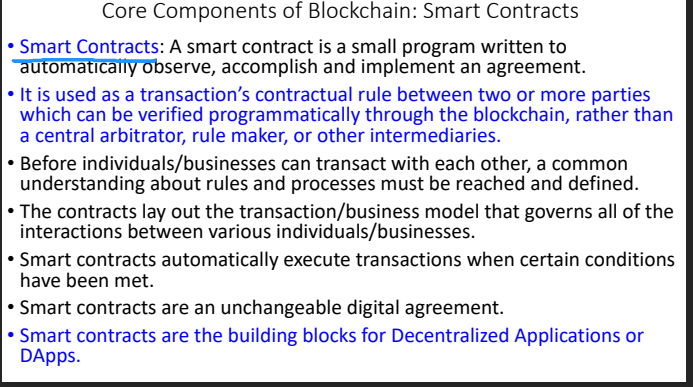 Core Components of Blockchain: Smart Contracts
• Smart Contracts: A smart contract is a small program written to
automatically observe, accomplish and implement an agreement.
• It is used as a transaction's contractual rule between two or more parties
which can be verified programmatically through the blockchain, rather than
a central arbitrator, rule maker, or other intermediaries.
• Before individuals/businesses can transact with each other, a common
understanding about rules and processes must be reached and defined.
• The contracts lay out the transaction/business model that governs all of the
interactions between various individuals/businesses.
• Smart contracts automatically execute transactions when certain conditions
have been met.
• Smart contracts are an unchangeable digital agreement.
• Smart contracts are the building blocks for Decentralized Applications or
DApps.